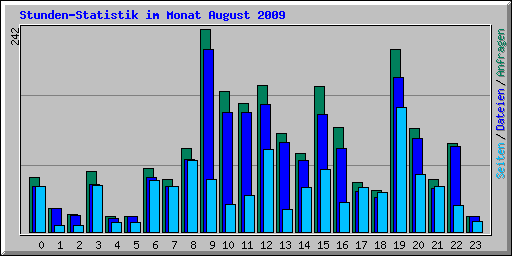 Stunden-Statistik im Monat August 2009
242
Seiten/Dateien/Anfragen
0 1 2 3 4 5 6 7 8 9 10 11 12 13 14 15 16 17 18 19 20 21 22 23